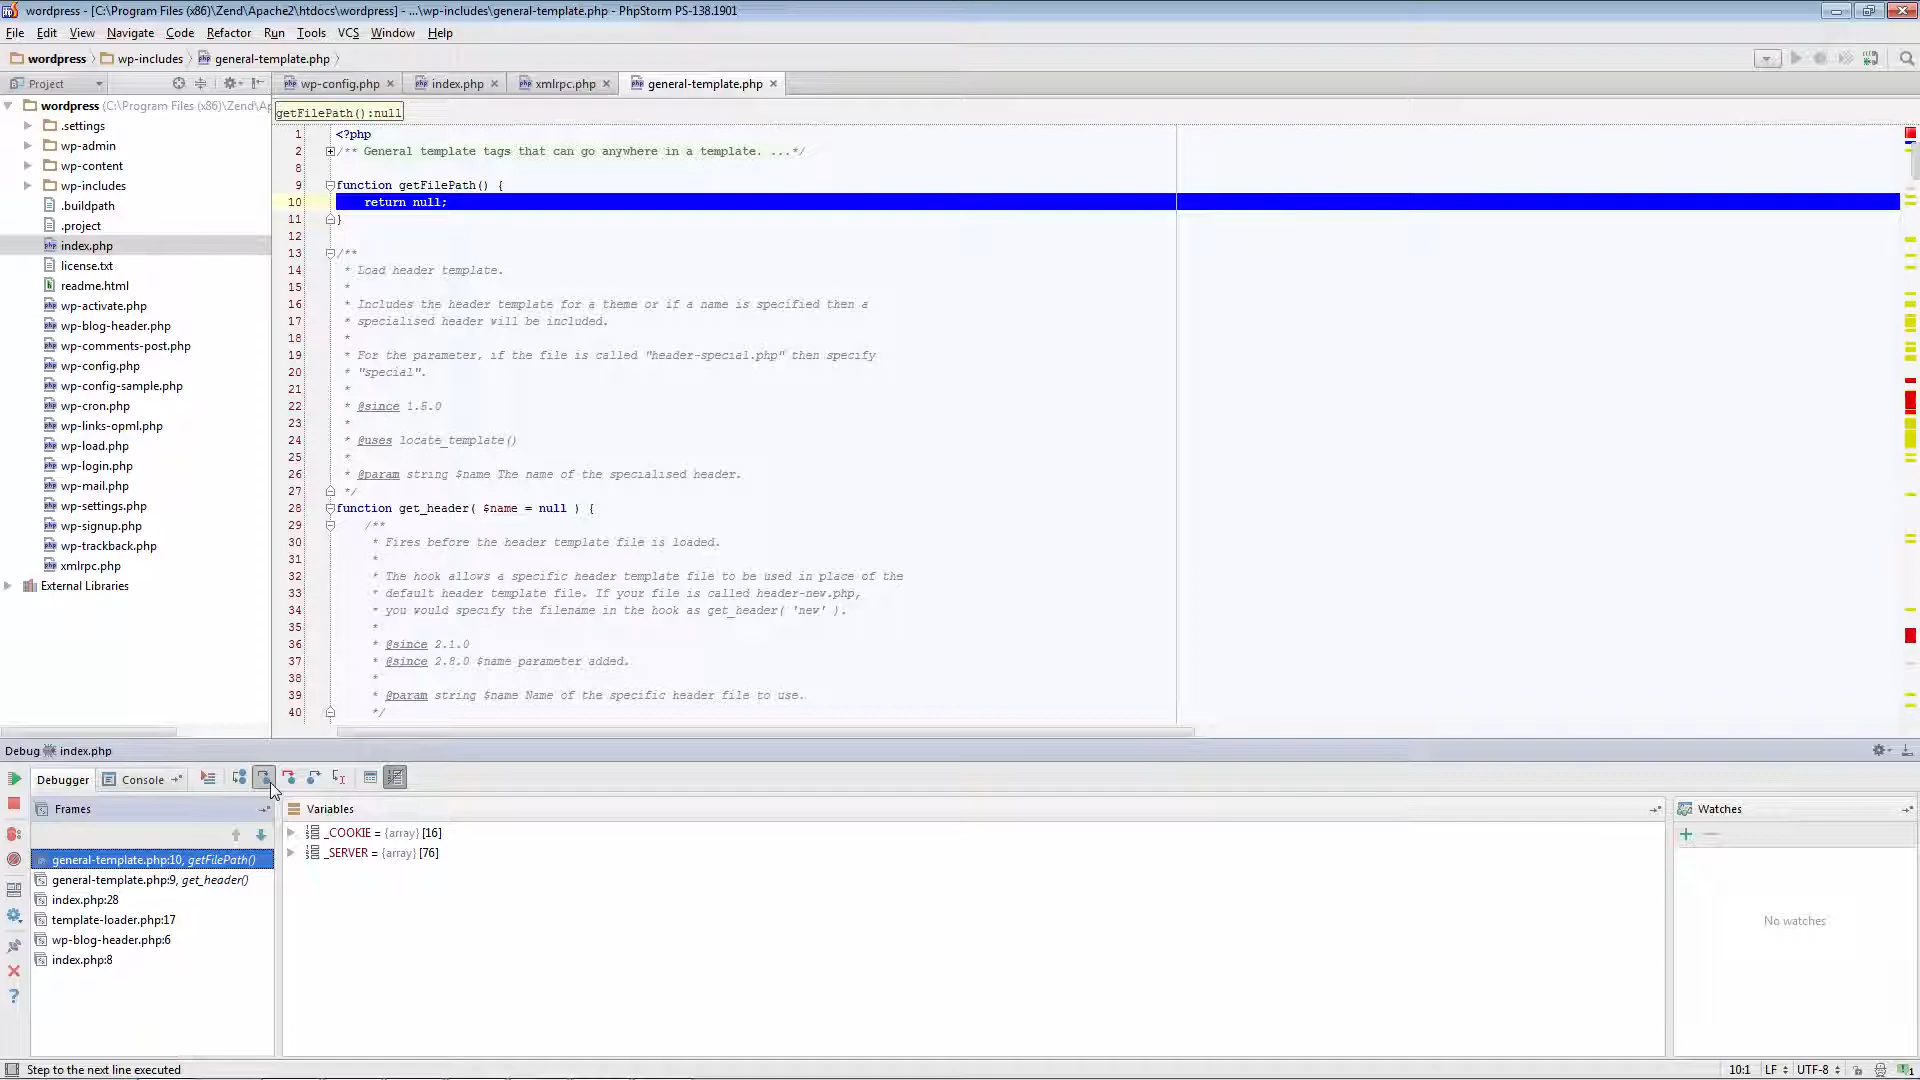 wordpress - [C:\Program Files (x86)\Zend\Apache2\htdocs\wordpress] - ...\wp-includes\general-template.php - PhpStorm PS-138.1901
File Edit View Navigate Code Refactor Run Tools VCS Window Help
wordpress wp-includes general-template.php
Project wp-config.php index.php xmlrpc.php general-template.php
wordpress (C:\Program Files (x86)\Zend\Ap
.settings
wp-admin
wp-content
wp-includes
.buildpath
.project
index.php
license.txt
readme.html
wp-activate.php
wp-blog-header.php
wp-comments-post.php
wp-config.php
wp-config-sample.php
wp-cron.php
wp-links-opml.php
wp-load.php
wp-login.php
wp-mail.php
wp-settings.php
wp-signup.php
wp-trackback.php
xmlrpc.php
External Libraries
getFilePath():null
1 <?php
2 /** General template tags that can go anywhere in a template. ...*/
8
9 function getFilePath() {
10 return null;
11 }
12
13 /**
14 * Load header template.
15 *
16 * Includes the header template for a theme or if a name is specified then a
17 * specialised header will be included.
18 *
19 * For the parameter, if the file is called "header-special.php" then specify
20 * "special".
21 *
22 * @since 1.5.0
23 *
24 * @uses locate_template()
25 *
26 * @param string $name The name of the specialised header.
27 */
28 function get_header( $name = null ) {
29 /**
30 * Fires before the header template file is loaded.
31 *
32 * The hook allows a specific header template file to be used in place of the
33 * default header template file. If your file is called header-new.php,
34 * you would specify the filename in the hook as get_header( 'new' ).
35 *
36 * @since 2.1.0
37 * @since 2.8.0 $name parameter added.
38 *
39 * @param string $name Name of the specific header file to use.
40 */
Debug index.php
Debugger Console
Frames
general-template.php:10, getFilePath()
general-template.php:9, get_header()
index.php:28
template-loader.php:17
wp-blog-header.php:6
index.php:8
Variables
_COOKIE = {array} [16]
_SERVER = {array} [76]
Watches
No watches
Step to the next line executed
10:1 LF UTF-8